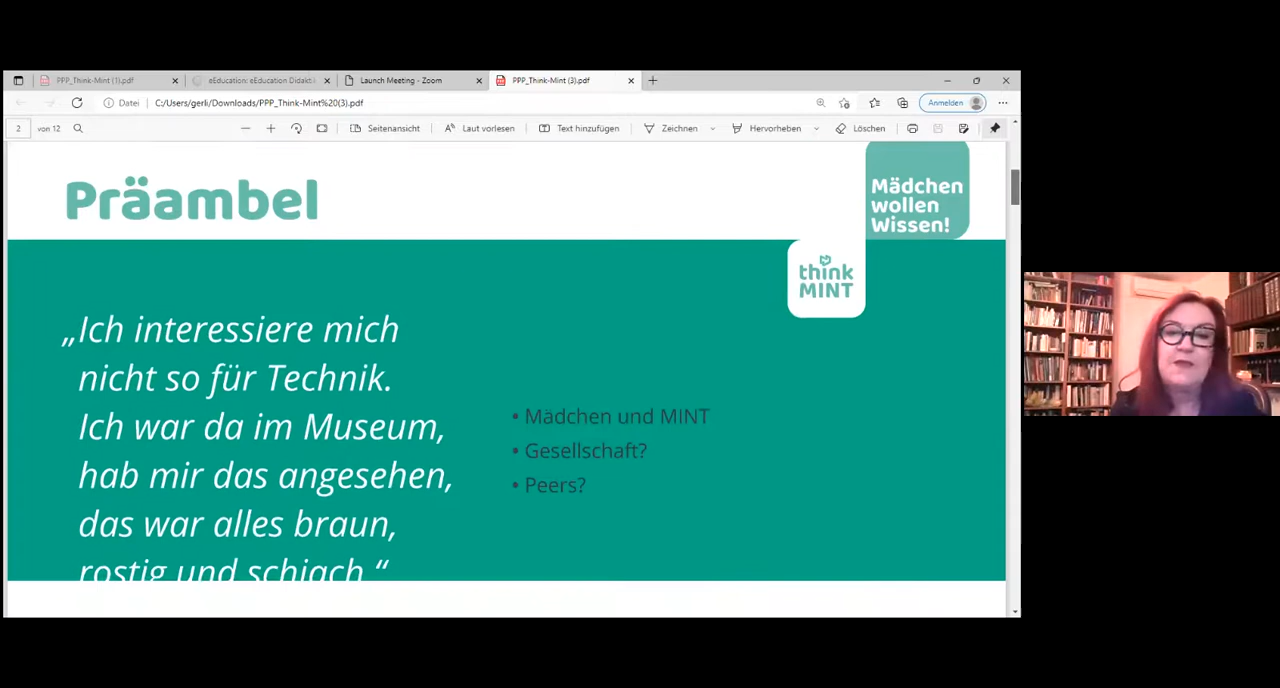 PPP_Think-Mint (1).pdf
eEducation: eEducation Didakt
Launch Meeting - Zoom
PPP_Think-Mint (3).pdf
Datei
C:/Users/gerli/Downloads/PPP_Think-Mint%20(3).pdf
Anmelden
2 von 12
Seitenansicht
Laut vorlesen
Text hinzufügen
Zeichnen
Hervorheben
Löschen
Präambel
Mädchen
wollen
Wissen!
think
MINT
„Ich interessiere mich
nicht so für Technik.
Ich war da im Museum,
hab mir das angesehen,
das war alles braun,
rostig und schiach.“
• Mädchen und MINT
• Gesellschaft?
• Peers?